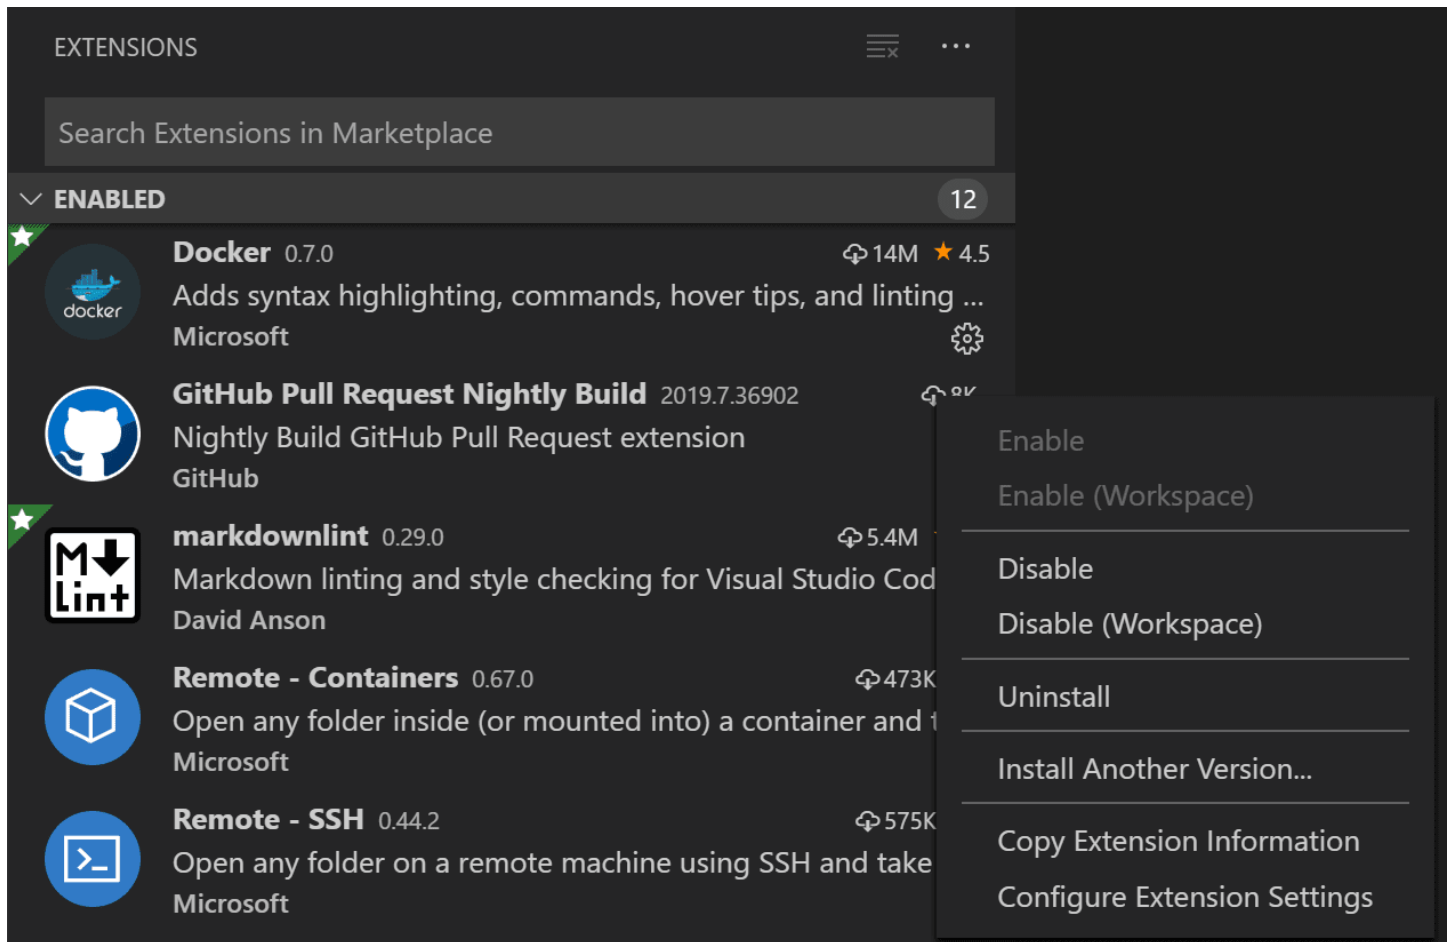 EXTENSIONS
Search Extensions in Marketplace
ENABLED 12
Docker 0.7.0 14M 4.5
docker
Adds syntax highlighting, commands, hover tips, and linting ...
Microsoft
GitHub Pull Request Nightly Build 2019.7.36902 8K
Nightly Build GitHub Pull Request extension
GitHub
markdownlint 0.29.0 5.4M
M
Lint
Markdown linting and style checking for Visual Studio Cod
David Anson
Remote - Containers 0.67.0 473K
Open any folder inside (or mounted into) a container and
Microsoft
Remote - SSH 0.44.2 575K
Open any folder on a remote machine using SSH and take
Microsoft
Enable
Enable (Workspace)
Disable
Disable (Workspace)
Uninstall
Install Another Version...
Copy Extension Information
Configure Extension Settings